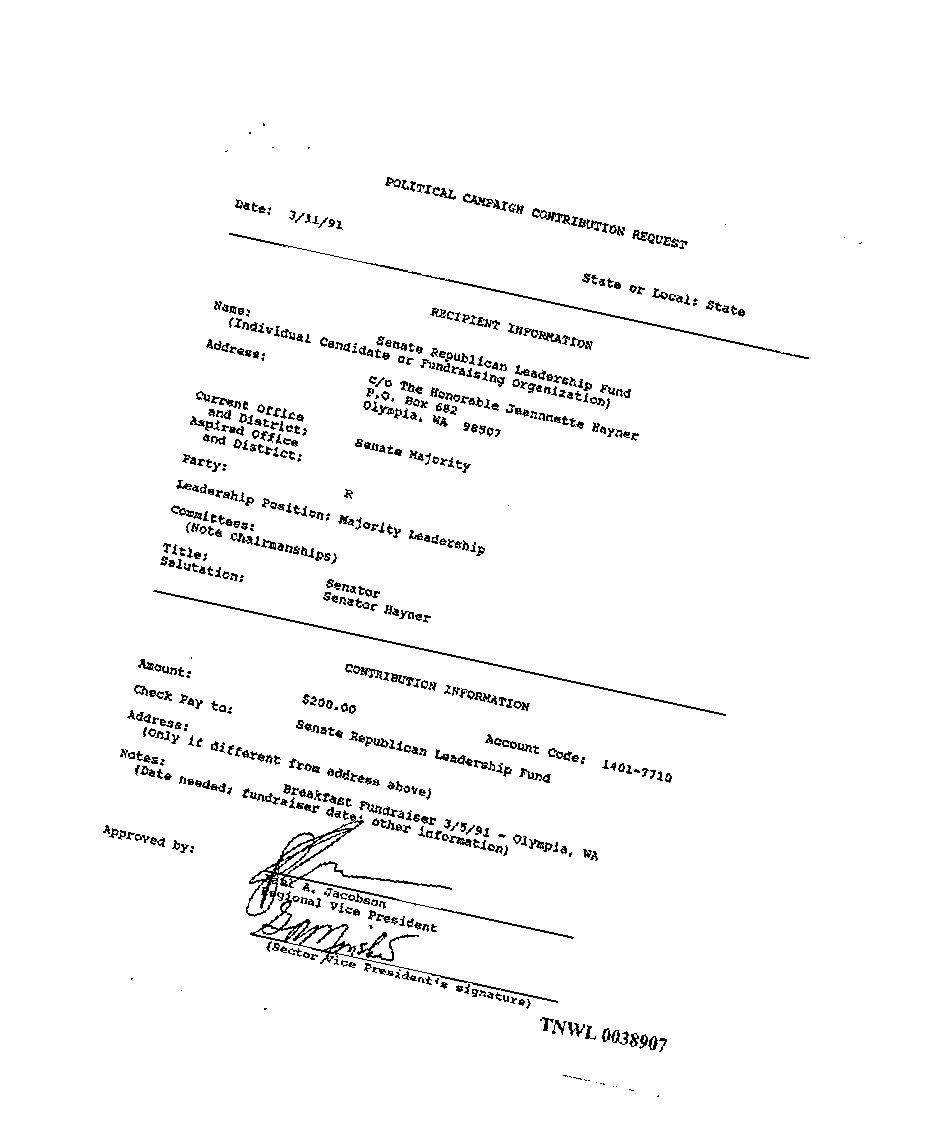 POLITICAL CAMPAIGN CONTRIBUTION REQUEST
Date: 3/11/91
State or Local: State
RECIPIENT INFORMATION
Name: Senate Republican Leadership Fund
(Individual Candidate or Fundraising Organization)
Address: c/o The Honorable Jeannnette Hayner
P.O. Box 682
Olympia, WA 98507
Current Office
and District:
Aspired Office
and District: Senate Majority
Party: R
Leadership Position: Majority Leadership
Committees:
(Note Chairmanships)
Title: Senator
Salutation: Senator Hayner
CONTRIBUTION INFORMATION
Amount: $200.00
Account Code: 1401-7710
Check Pay to: Senate Republican Leadership Fund
Address:
(Only if different from address above)
Notes: Breakfast Fundraiser 3/5/91 - Olympia, WA
(Date needed; fundraiser date; other information)
Approved by:
A. Jacobson
Regional Vice President
(Sector Vice President's signature)
TNWL 0038907